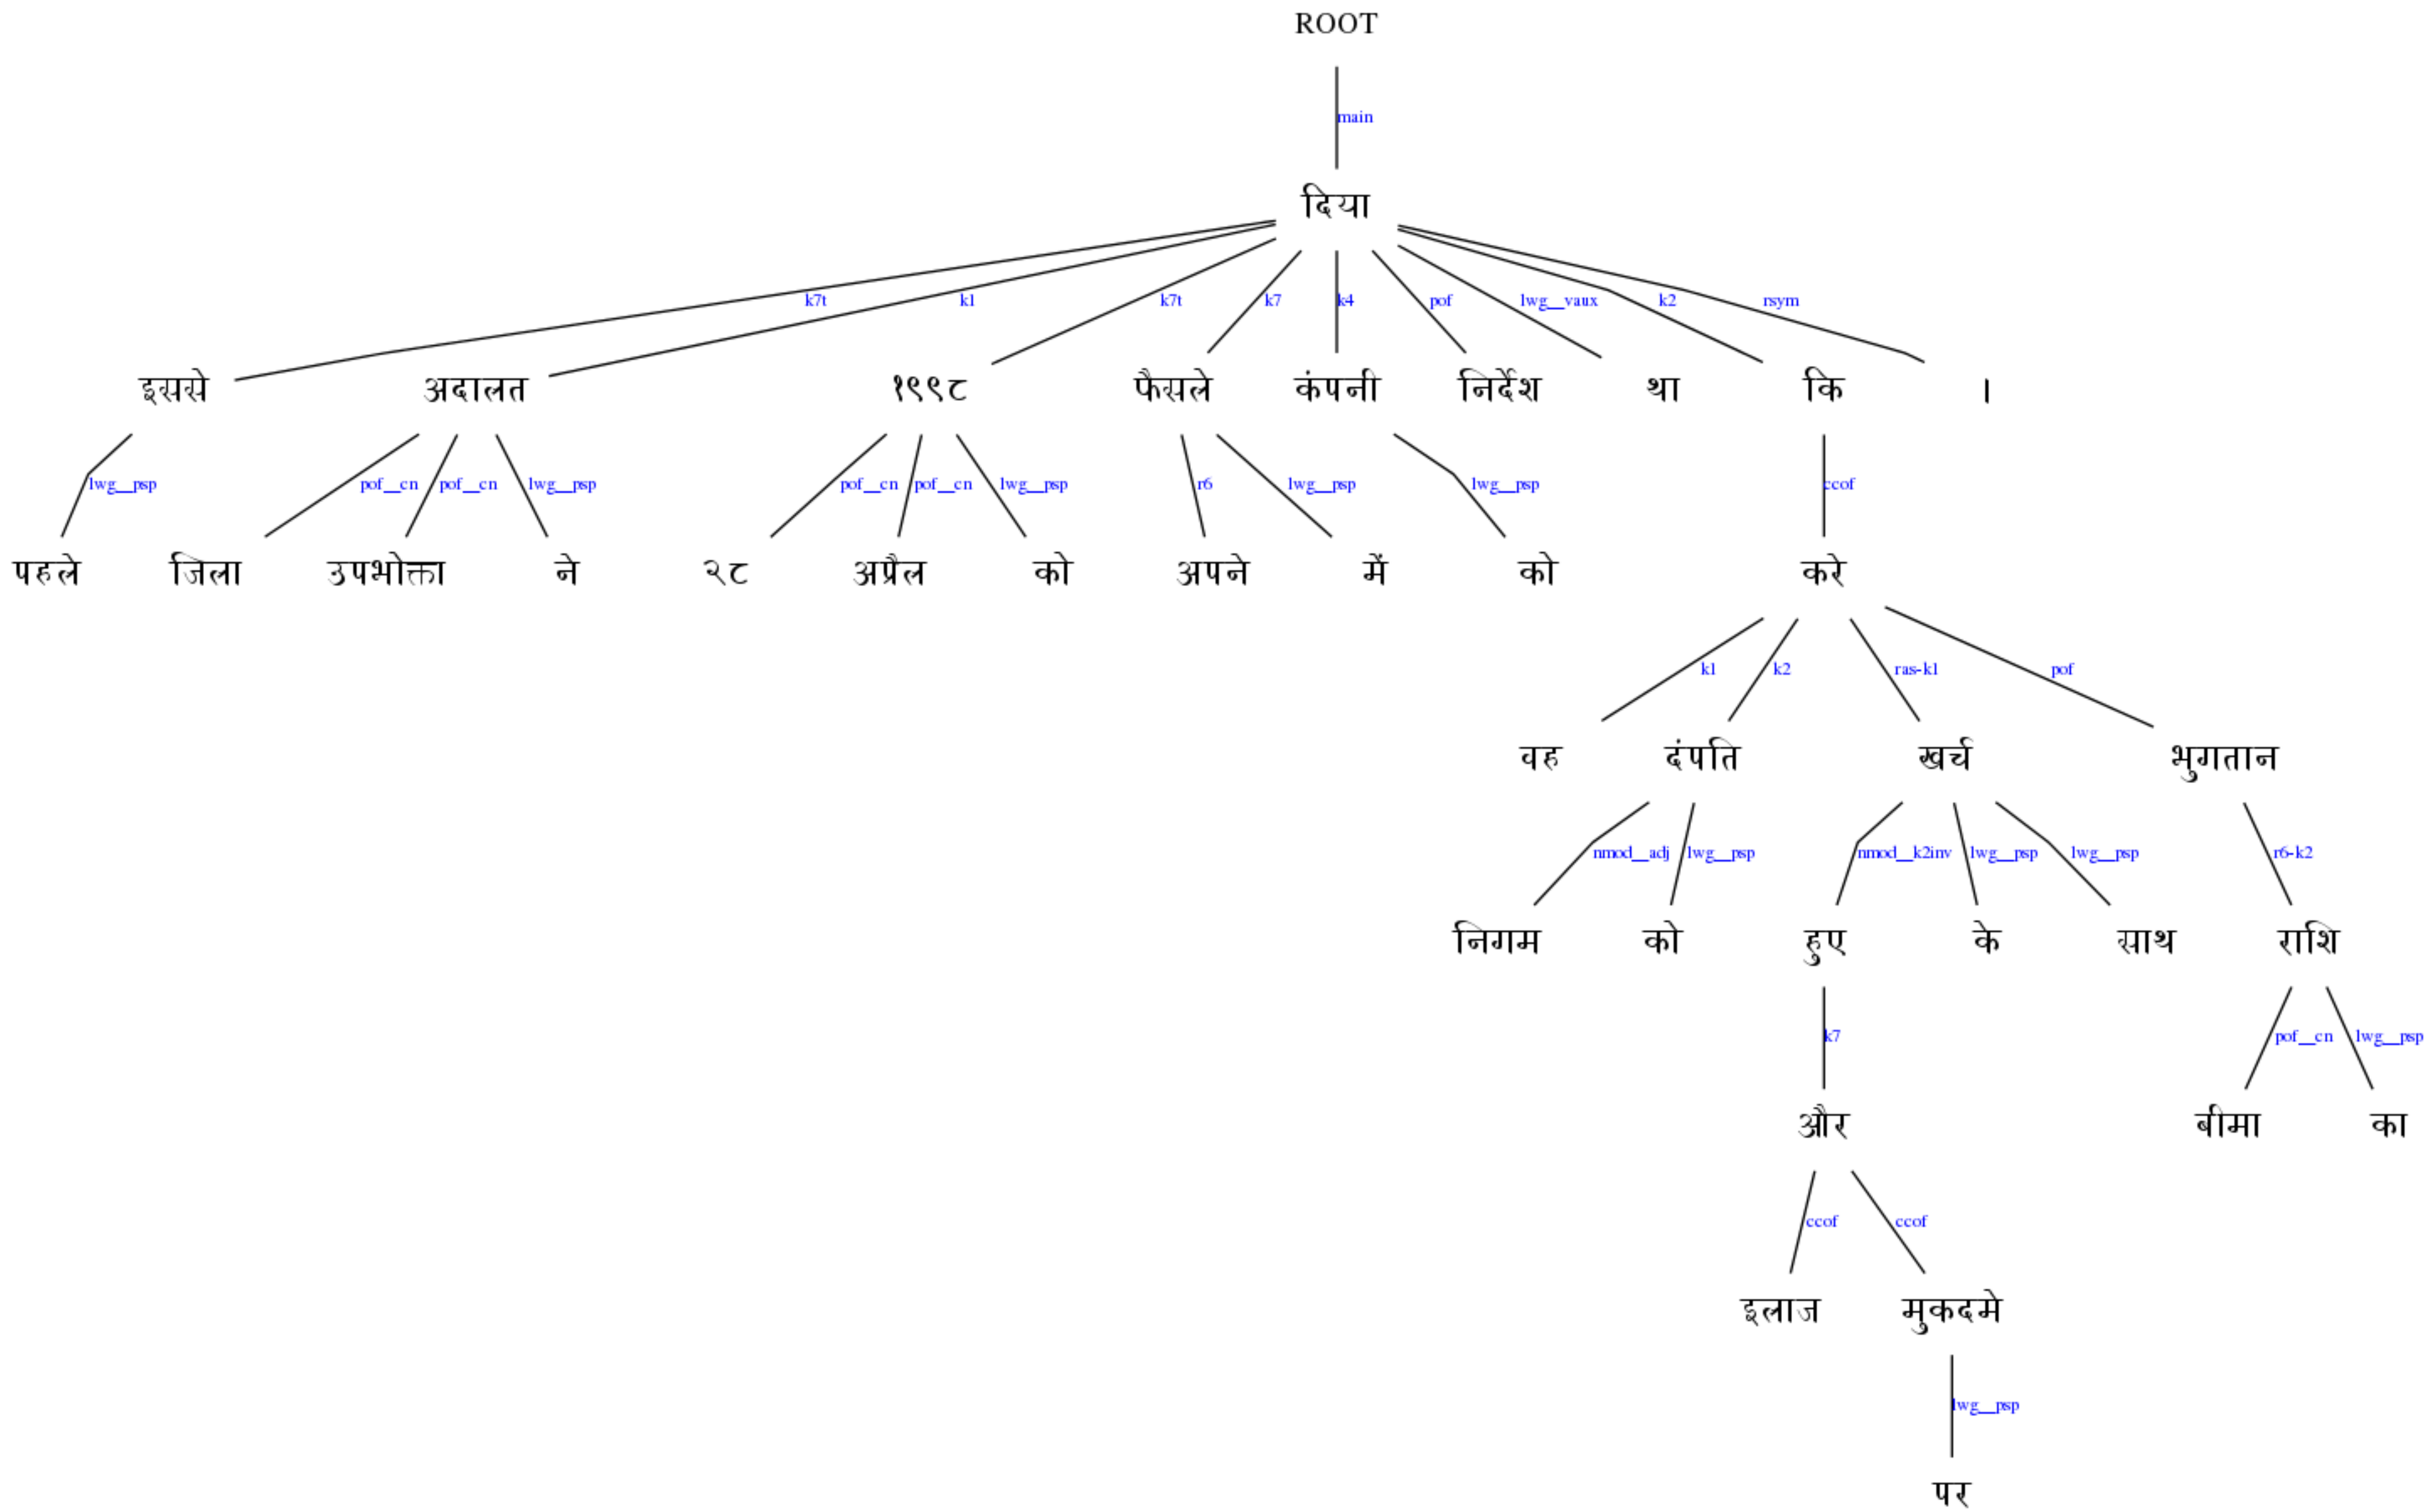 ROOT
main
दिया
k7t k1 k7t k7 k4 pof lwg__vaux k2 rsym
इससे अदालत १९९८ फैसले कंपनी निर्देश था कि ।
lwg__psp pof__cn pof__cn lwg__psp pof__cn pof__cn lwg__psp r6 lwg__psp lwg__psp ccof
पहले जिला उपभोक्ता ने २८ अप्रैल को अपने में को करे
k1 k2 ras-k1 pof
वह दंपति खर्च भुगतान
nmod__adj lwg__psp nmod__k2inv lwg__psp lwg__psp r6-k2
निगम को हुए के साथ राशि
k7 pof__cn lwg__psp
और बीमा का
ccof ccof
इलाज मुकदमे
lwg__psp
पर